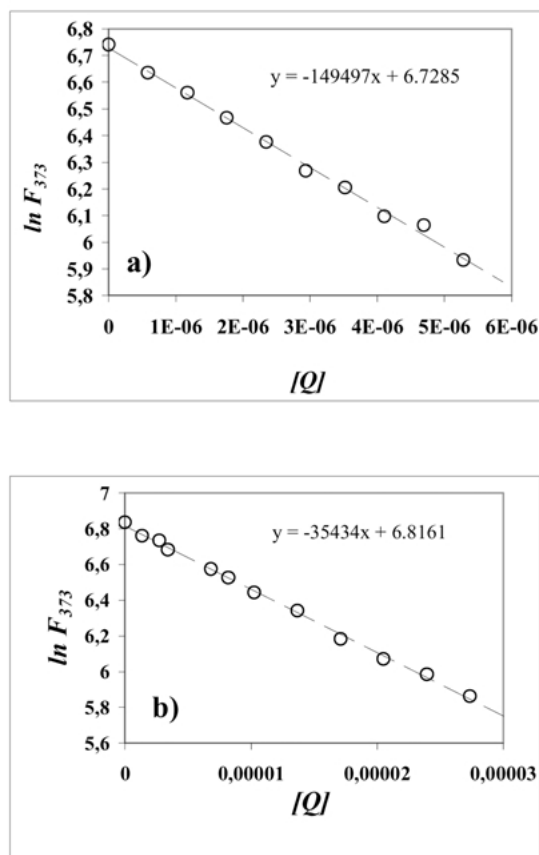 6,8
6,7
6,6
6,5
6,4
6,3
6,2
6,1
6
5,9
5,8
ln F373
y = -149497x + 6.7285
a)
0 1E-06 2E-06 3E-06 4E-06 5E-06 6E-06
[Q]
7
6,8
6,6
6,4
6,2
6
5,8
5,6
ln F373
y = -35434x + 6.8161
b)
0 0,00001 0,00002 0,00003
[Q]